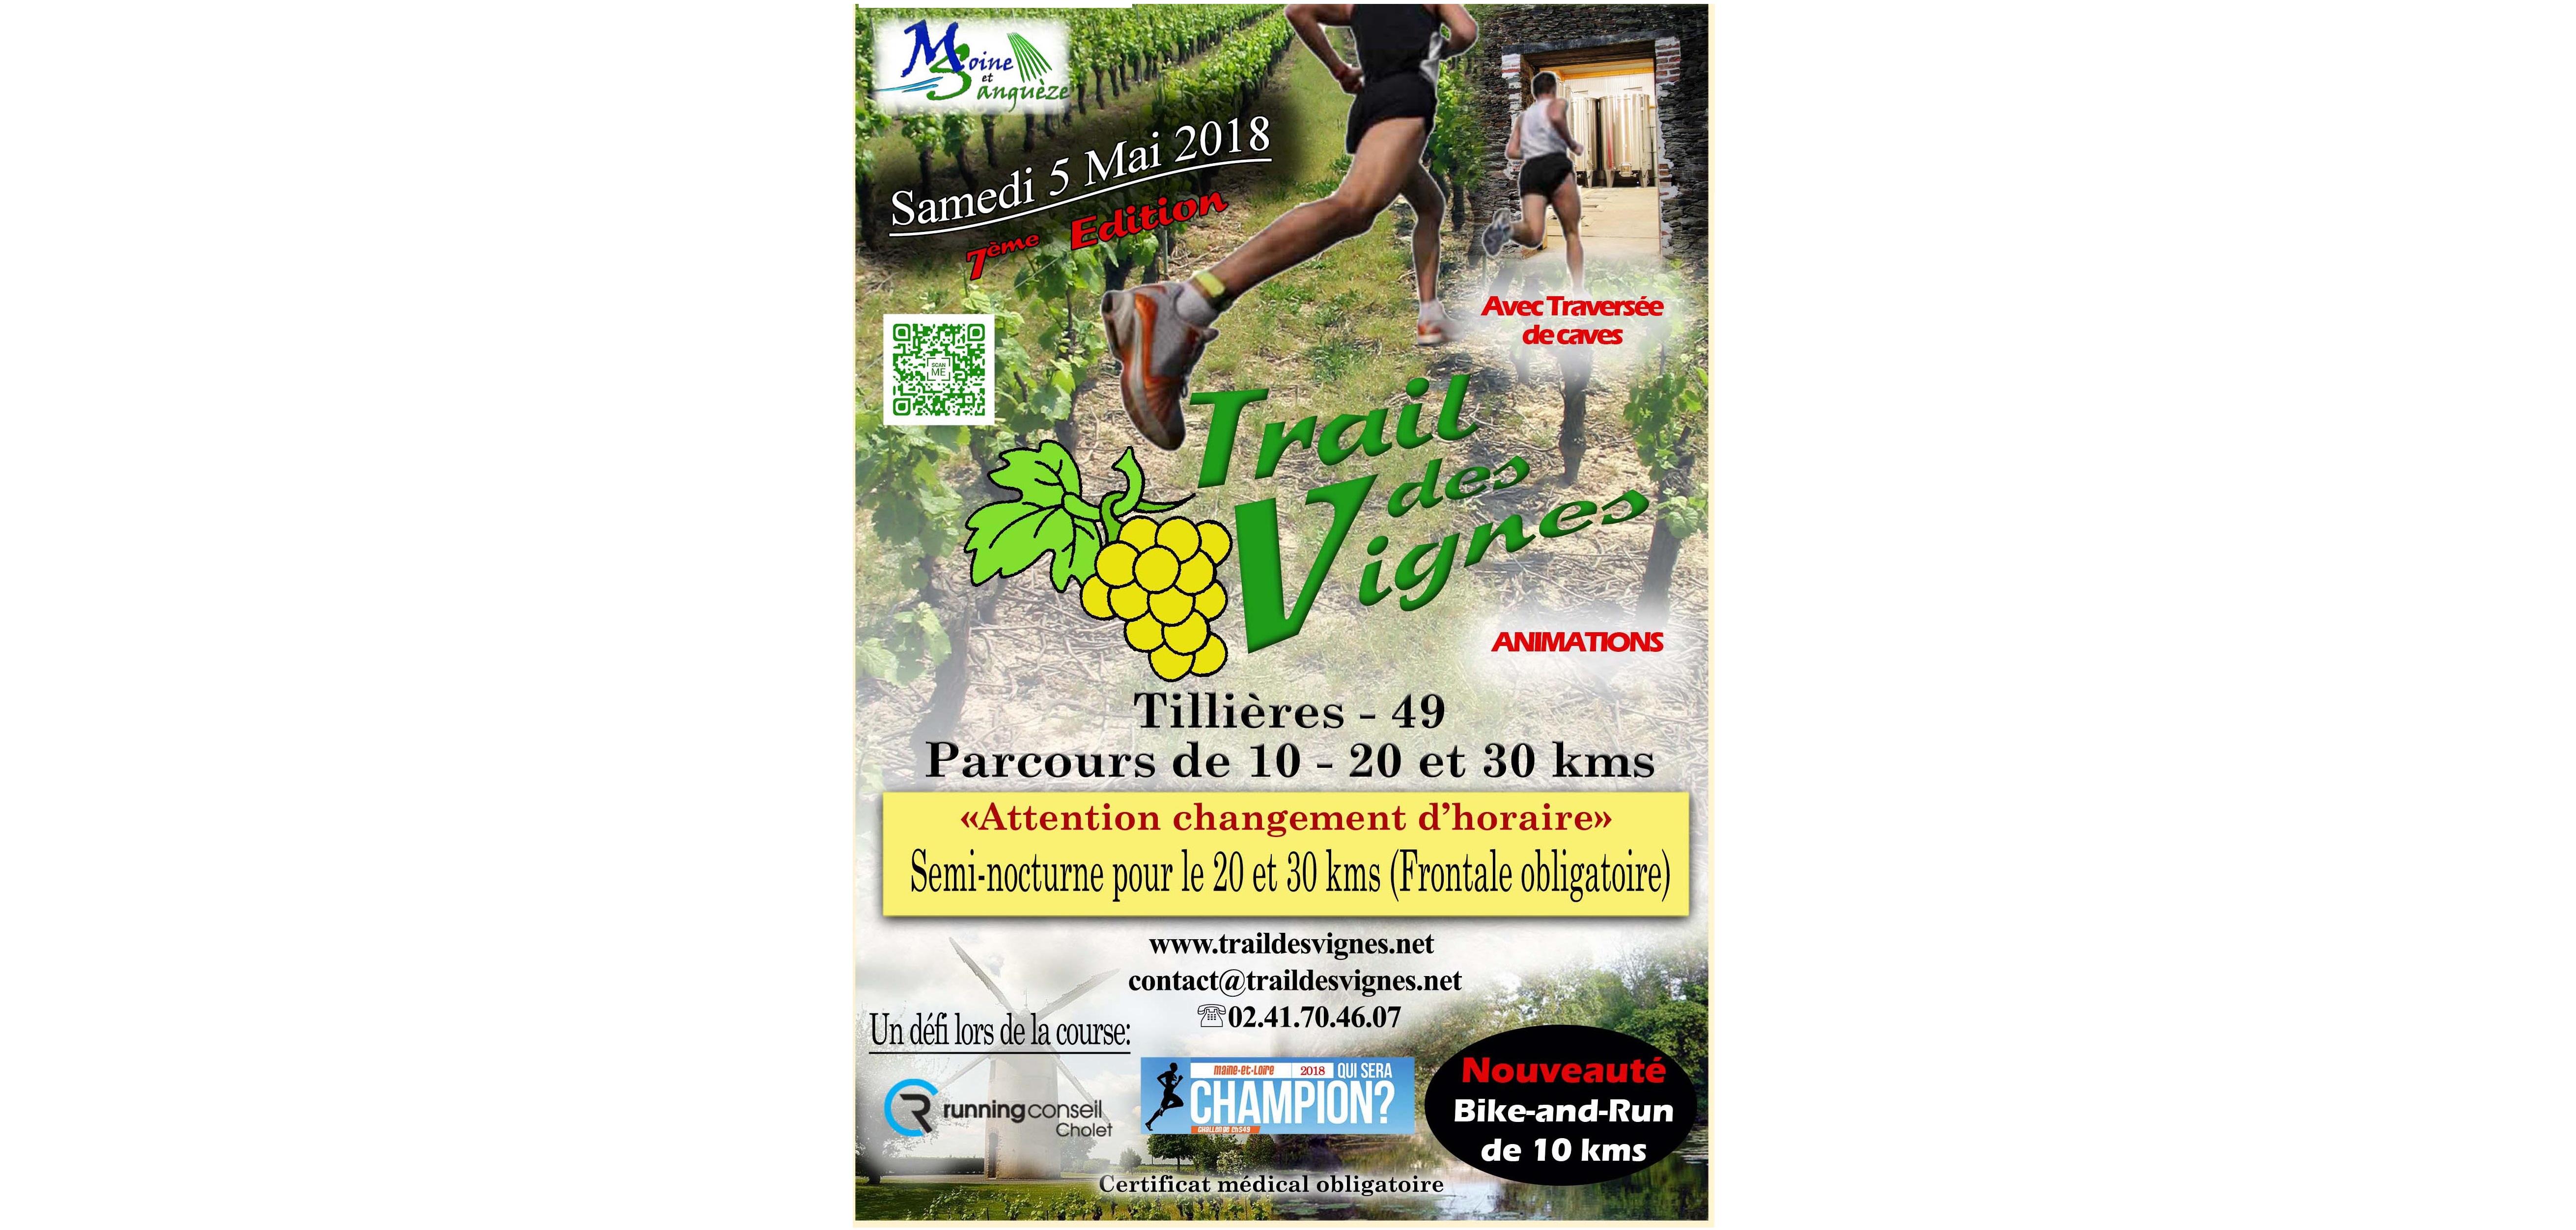 Moine
et
Sanguèze
Samedi 5 Mai 2018
7ème Edition
Avec Traversée
de caves
SCAN
ME
Trail
des
Vignes
ANIMATIONS
Tillières - 49
Parcours de 10 - 20 et 30 kms
«Attention changement d'horaire»
Semi-nocturne pour le 20 et 30 kms (Frontale obligatoire)
www.traildesvignes.net
contact@traildesvignes.net
☏02.41.70.46.07
Un défi lors de la course:
running conseil
Cholet
maine-et-Loire 2018 QUI SERA
CHAMPION?
CHALLENGE CHS49
Nouveauté
Bike-and-Run
de 10 kms
Certificat médical obligatoire